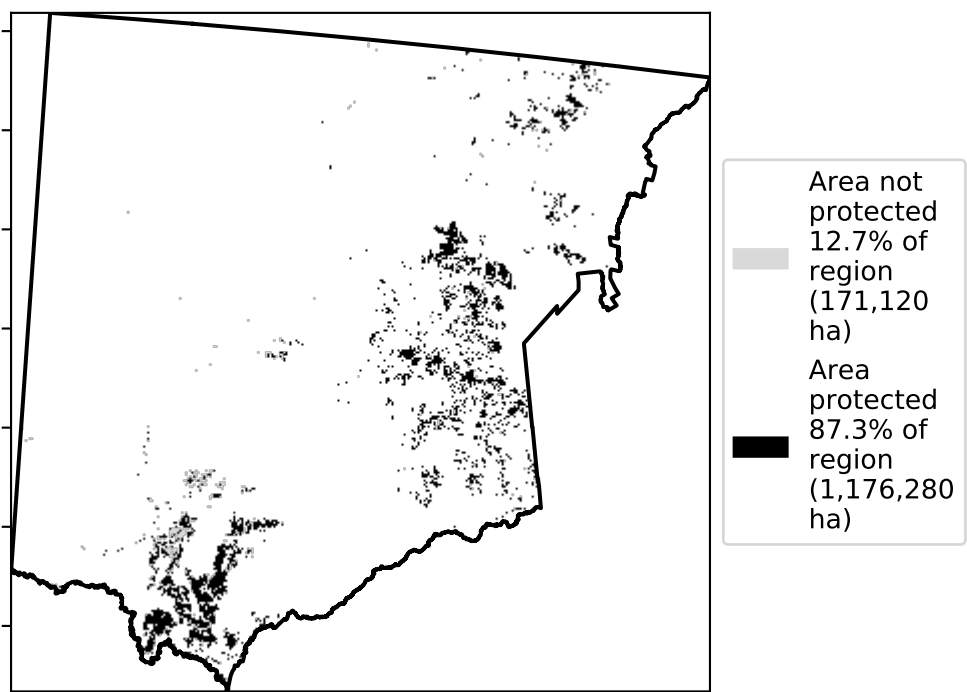 Area not
protected
12.7% of
region
(171,120
ha)
Area
protected
87.3% of
region
(1,176,280
ha)